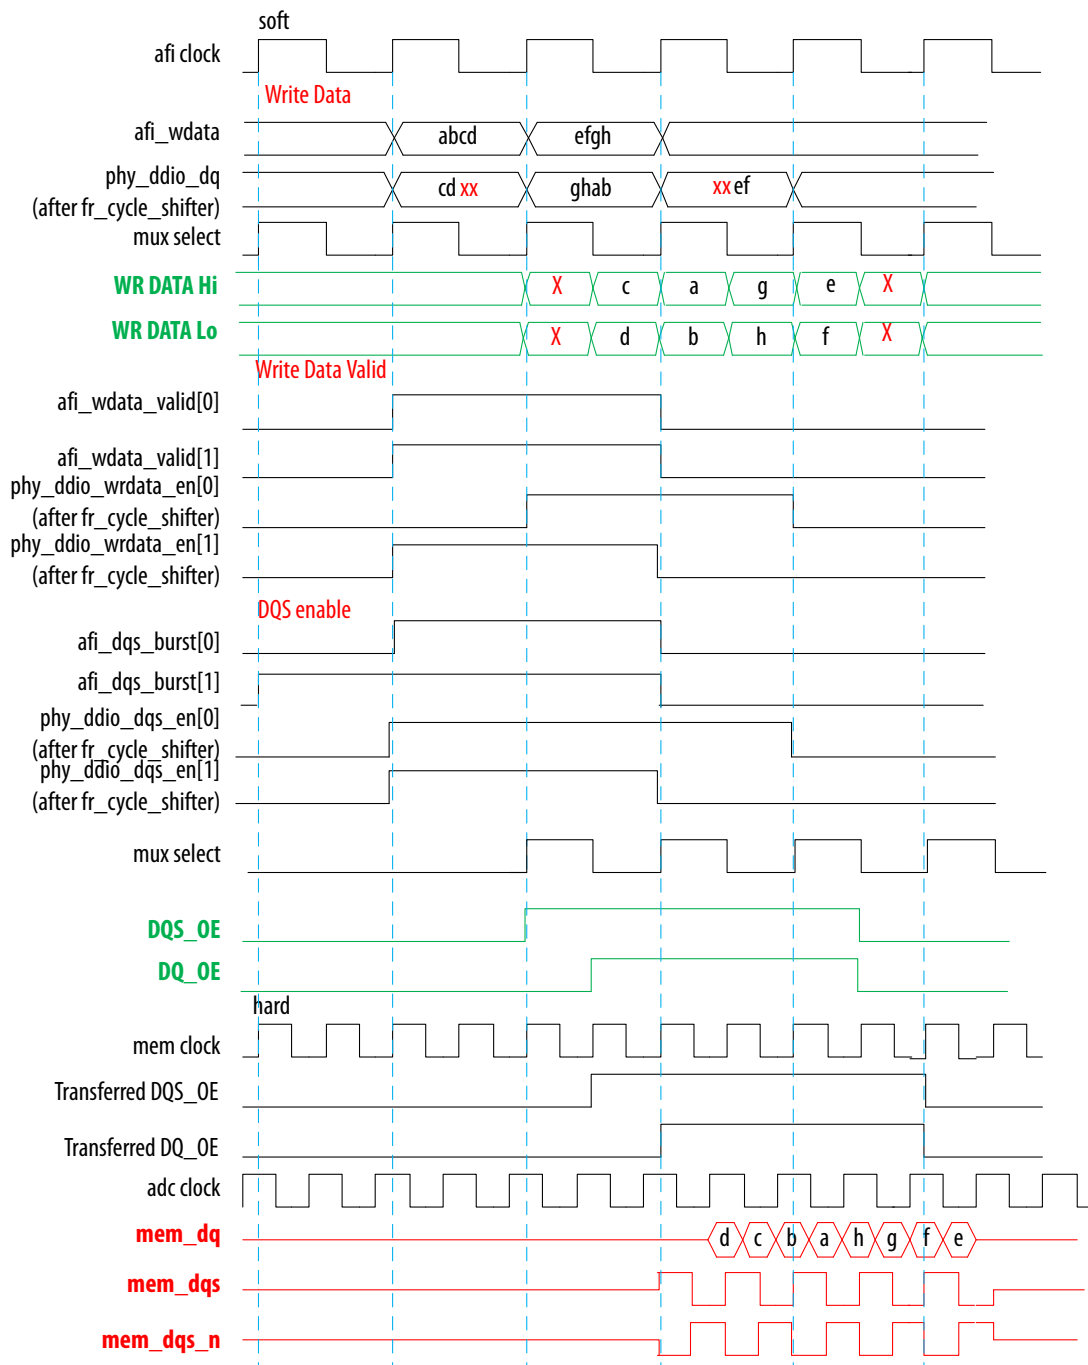 soft
afi clock
Write Data
afi_wdata abcd efgh
phy_ddio_dq cd xx ghab xx ef
(after fr_cycle_shifter)
mux select
WR DATA Hi X c a g e X
WR DATA Lo X d b h f X
Write Data Valid
afi_wdata_valid[0]
afi_wdata_valid[1]
phy_ddio_wrdata_en[0]
(after fr_cycle_shifter)
phy_ddio_wrdata_en[1]
(after fr_cycle_shifter)
DQS enable
afi_dqs_burst[0]
afi_dqs_burst[1]
phy_ddio_dqs_en[0]
(after fr_cycle_shifter)
phy_ddio_dqs_en[1]
(after fr_cycle_shifter)
mux select
DQS_OE
DQ_OE
hard
mem clock
Transferred DQS_OE
Transferred DQ_OE
adc clock
mem_dq d c b a h g f e
mem_dqs
mem_dqs_n